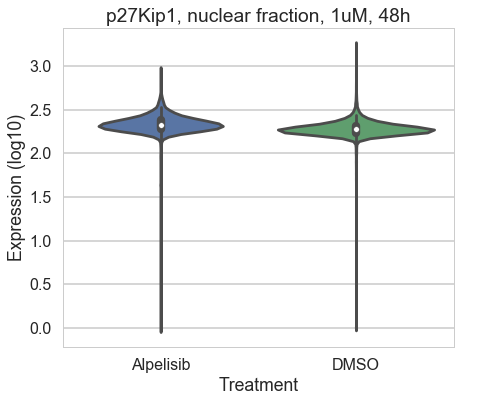 p27Kip1, nuclear fraction, 1uM, 48h
Expression (log10)
3.0
2.5
2.0
1.5
1.0
0.5
0.0
Alpelisib
DMSO
Treatment